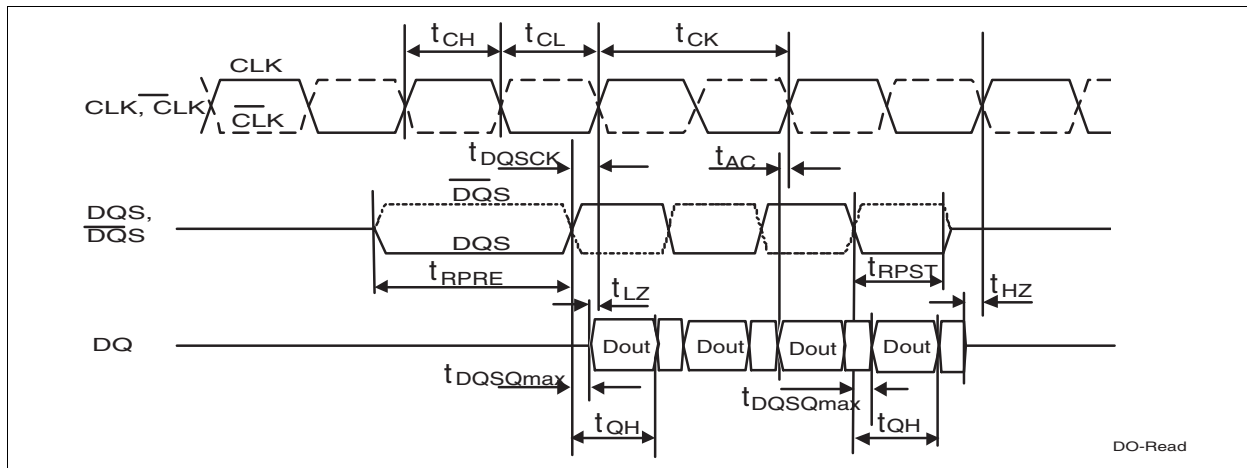 tCH tCL tCK
CLK
CLK, CLK
CLK
tDQSCK tAC
DQS
DQS,
DQS
DQS
tRPRE tRPST
tLZ tHZ
DQ Dout Dout Dout Dout
tDQSQmax tDQSQmax
tQH tQH
DO-Read